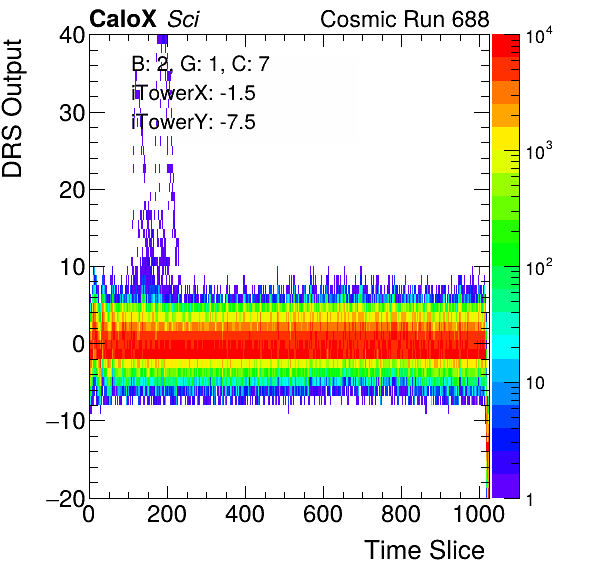 CaloX Sci
Cosmic Run 688
DRS Output
B: 2, G: 1, C: 7
iTowerX: -1.5
iTowerY: -7.5
40
30
20
10
0
−10
−20
0 200 400 600 800 1000
Time Slice
10⁴
10³
10²
10
1